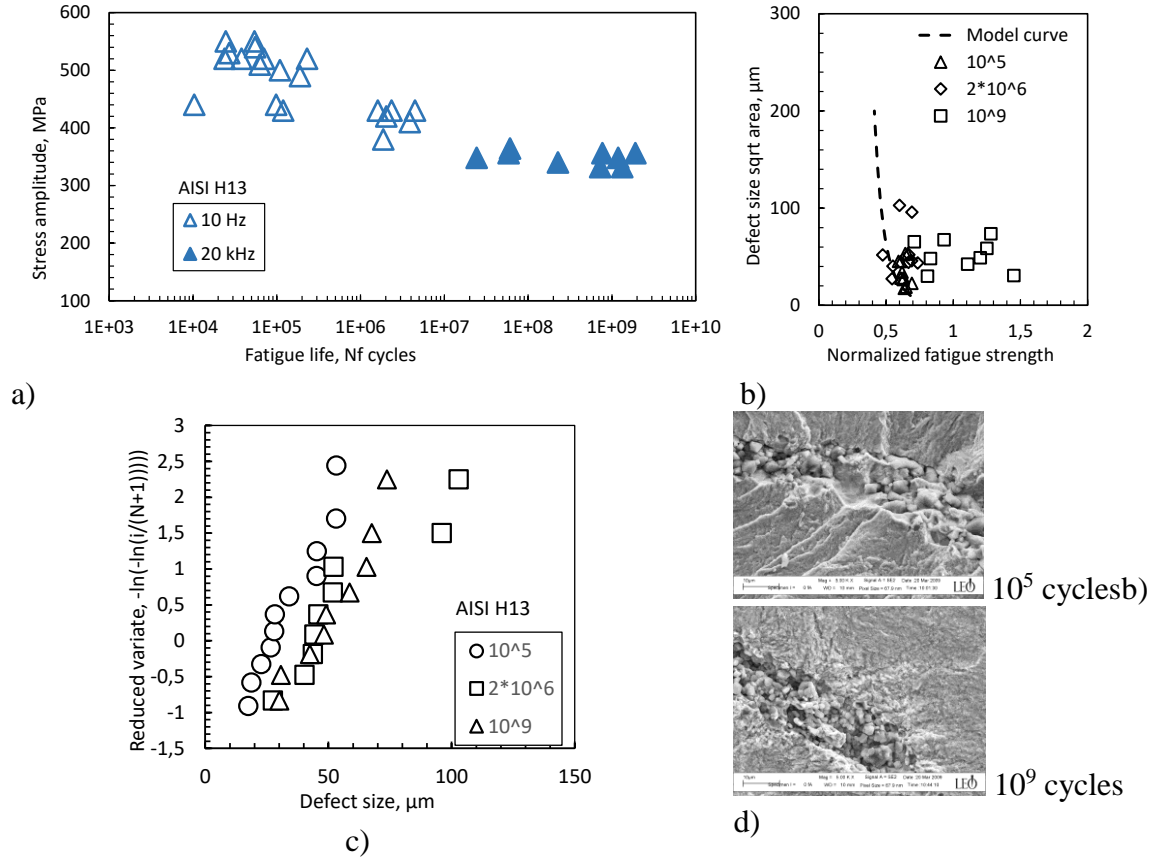 600
500
400
300
200
100
1E+03 1E+04 1E+05 1E+06 1E+07 1E+08 1E+09 1E+10
Stress amplitude, MPa
Fatigue life, Nf cycles
AISI H13
10 Hz
20 kHz
a)
300
200
100
0
0 0,5 1 1,5 2
Defect size sqrt area, µm
Normalized fatigue strength
Model curve
10^5
2*10^6
10^9
b)
3
2,5
2
1,5
1
0,5
0
-0,5
-1
-1,5
0 50 100 150
Reduced variate, -ln(-ln(i/(N+1)))))
Defect size, µm
AISI H13
10^5
2*10^6
10^9
c)
LEO
10⁵ cyclesb)
LEO
10⁹ cycles
d)